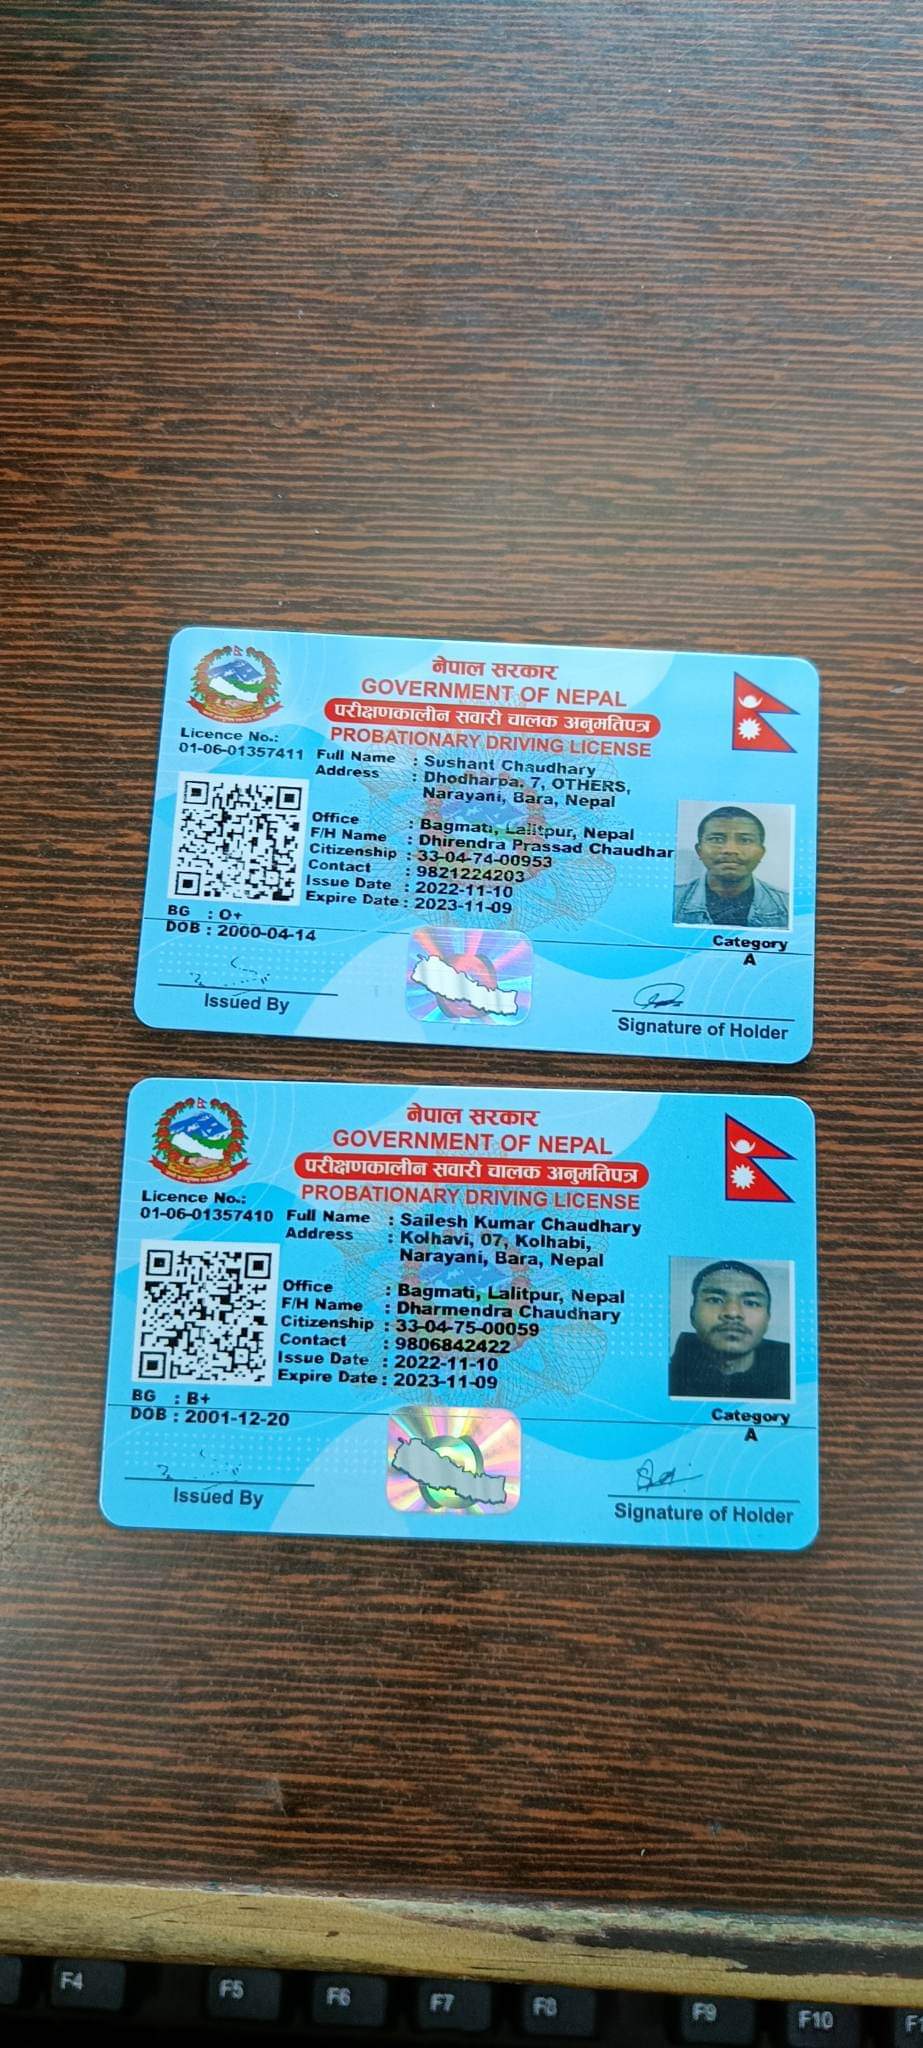 नेपाल सरकार
GOVERNMENT OF NEPAL
परीक्षणकालीन सवारी चालक अनुमतिपत्र
PROBATIONARY DRIVING LICENSE
Licence No.:
01-06-01357411
Full Name : Sushant Chaudhary
Address : Dhodharpa, 7, OTHERS,
Narayani, Bara, Nepal
Office : Bagmati, Lalitpur, Nepal
F/H Name : Dhirendra Prassad Chaudhar
Citizenship : 33-04-74-00953
Contact : 9821224203
Issue Date : 2022-11-10
Expire Date : 2023-11-09
BG : O+
DOB : 2000-04-14
Category
A
Issued By
Signature of Holder
नेपाल सरकार
GOVERNMENT OF NEPAL
परीक्षणकालीन सवारी चालक अनुमतिपत्र
PROBATIONARY DRIVING LICENSE
Licence No.:
01-06-01357410
Full Name : Sailesh Kumar Chaudhary
Address : Kolhavi, 07, Kolhabi,
Narayani, Bara, Nepal
Office : Bagmati, Lalitpur, Nepal
F/H Name : Dharmendra Chaudhary
Citizenship : 33-04-75-00059
Contact : 9806842422
Issue Date : 2022-11-10
Expire Date : 2023-11-09
BG : B+
DOB : 2001-12-20
Category
A
Issued By
Signature of Holder
F4 F5 F6 F7 F8 F9 F10